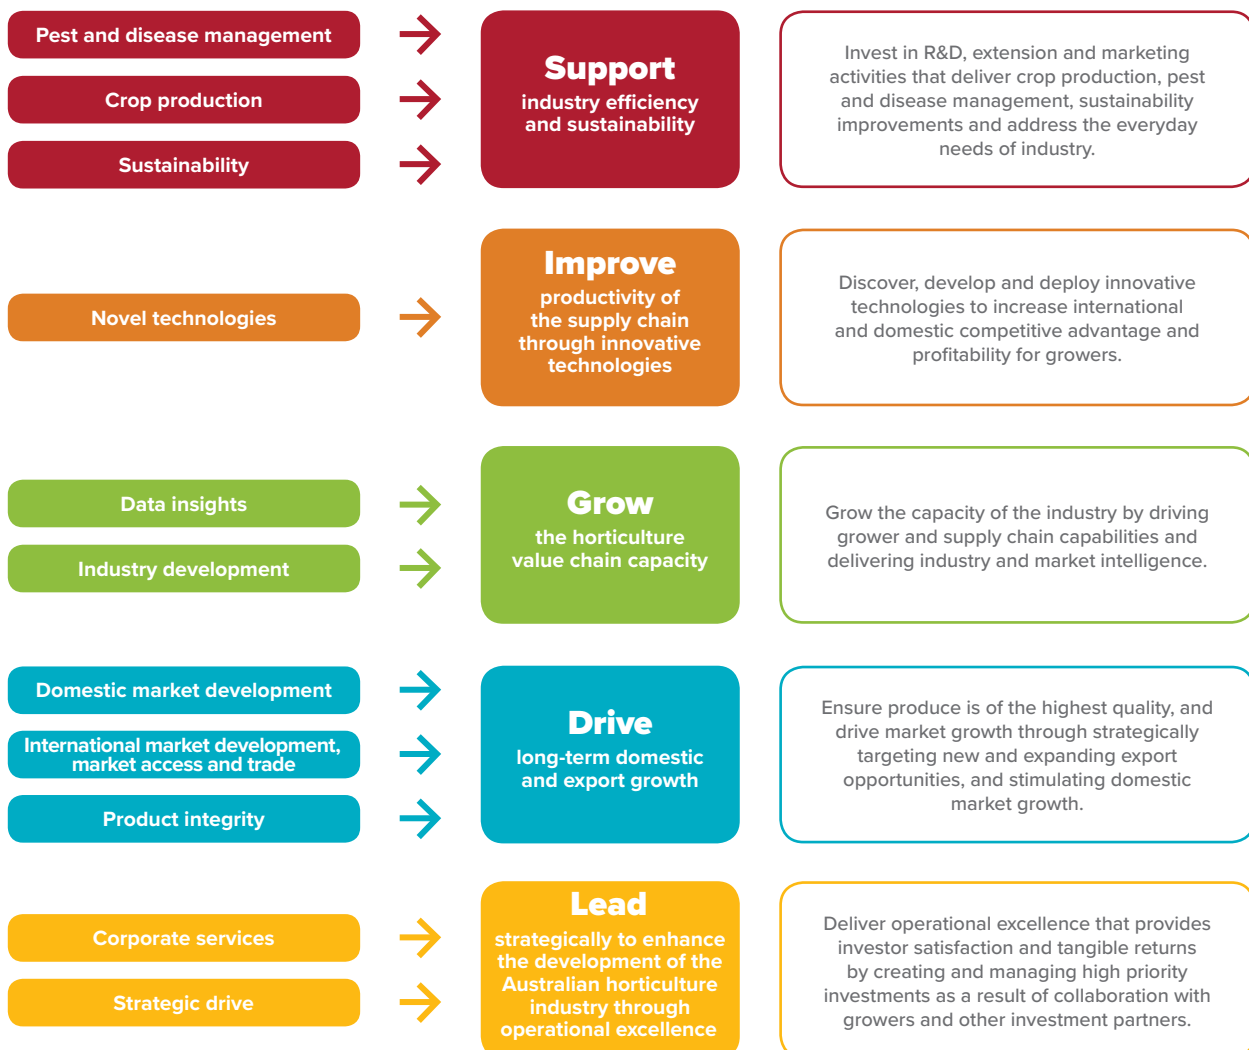 Pest and disease management
Crop production
Sustainability
Support
industry efficiency
and sustainability
Invest in R&D, extension and marketing
activities that deliver crop production, pest
and disease management, sustainability
improvements and address the everyday
needs of industry.
Novel technologies
Improve
productivity of
the supply chain
through innovative
technologies
Discover, develop and deploy innovative
technologies to increase international
and domestic competitive advantage and
profitability for growers.
Data insights
Industry development
Grow
the horticulture
value chain capacity
Grow the capacity of the industry by driving
grower and supply chain capabilities and
delivering industry and market intelligence.
Domestic market development
International market development,
market access and trade
Product integrity
Drive
long-term domestic
and export growth
Ensure produce is of the highest quality, and
drive market growth through strategically
targeting new and expanding export
opportunities, and stimulating domestic
market growth.
Corporate services
Strategic drive
Lead
strategically to enhance
the development of the
Australian horticulture
industry through
operational excellence
Deliver operational excellence that provides
investor satisfaction and tangible returns
by creating and managing high priority
investments as a result of collaboration with
growers and other investment partners.